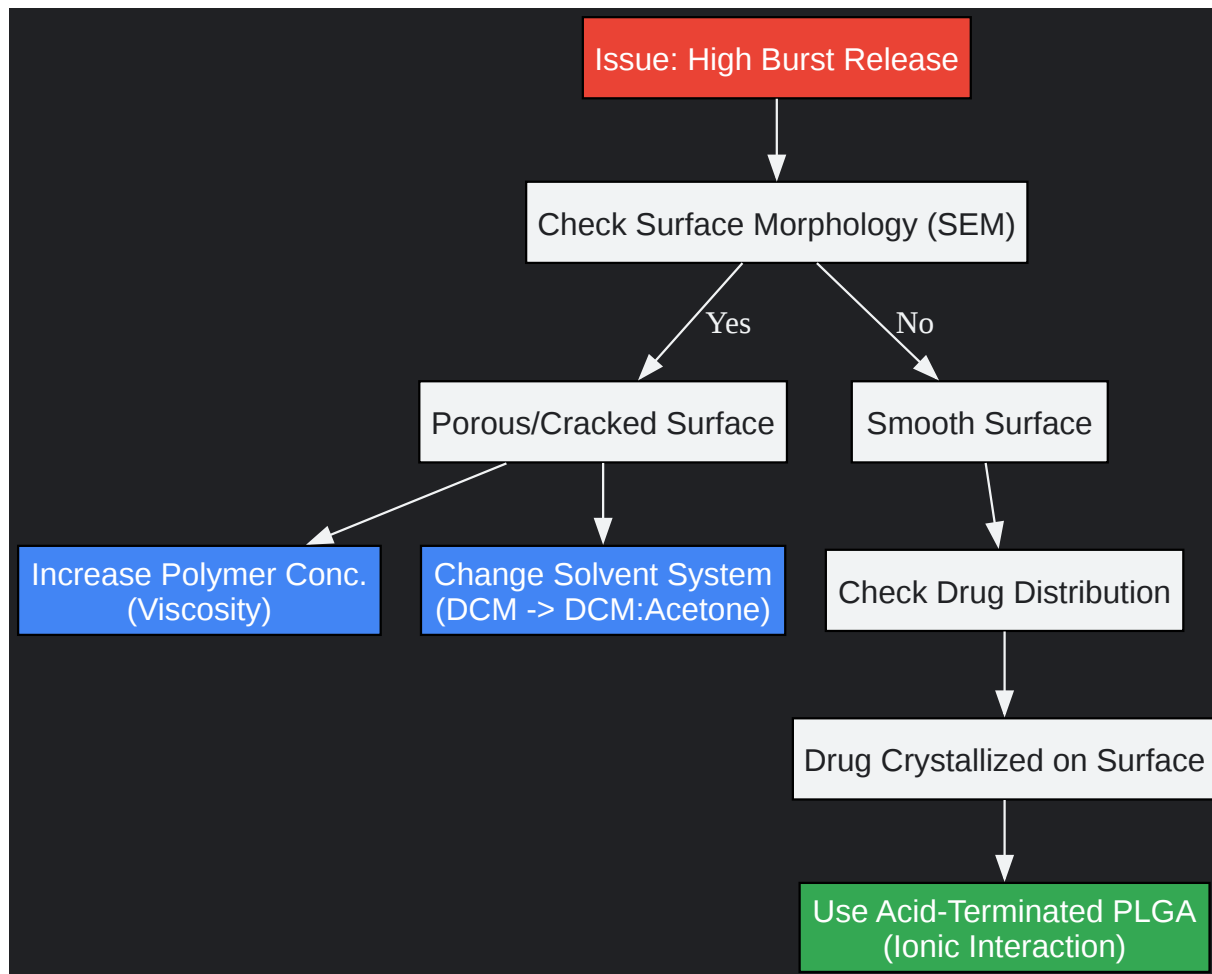 Issue: High Burst Release
Check Surface Morphology (SEM)
Yes
No
Porous/Cracked Surface
Smooth Surface
Increase Polymer Conc.
(Viscosity)
Change Solvent System
(DCM -> DCM:Acetone)
Check Drug Distribution
Drug Crystallized on Surface
Use Acid-Terminated PLGA
(Ionic Interaction)